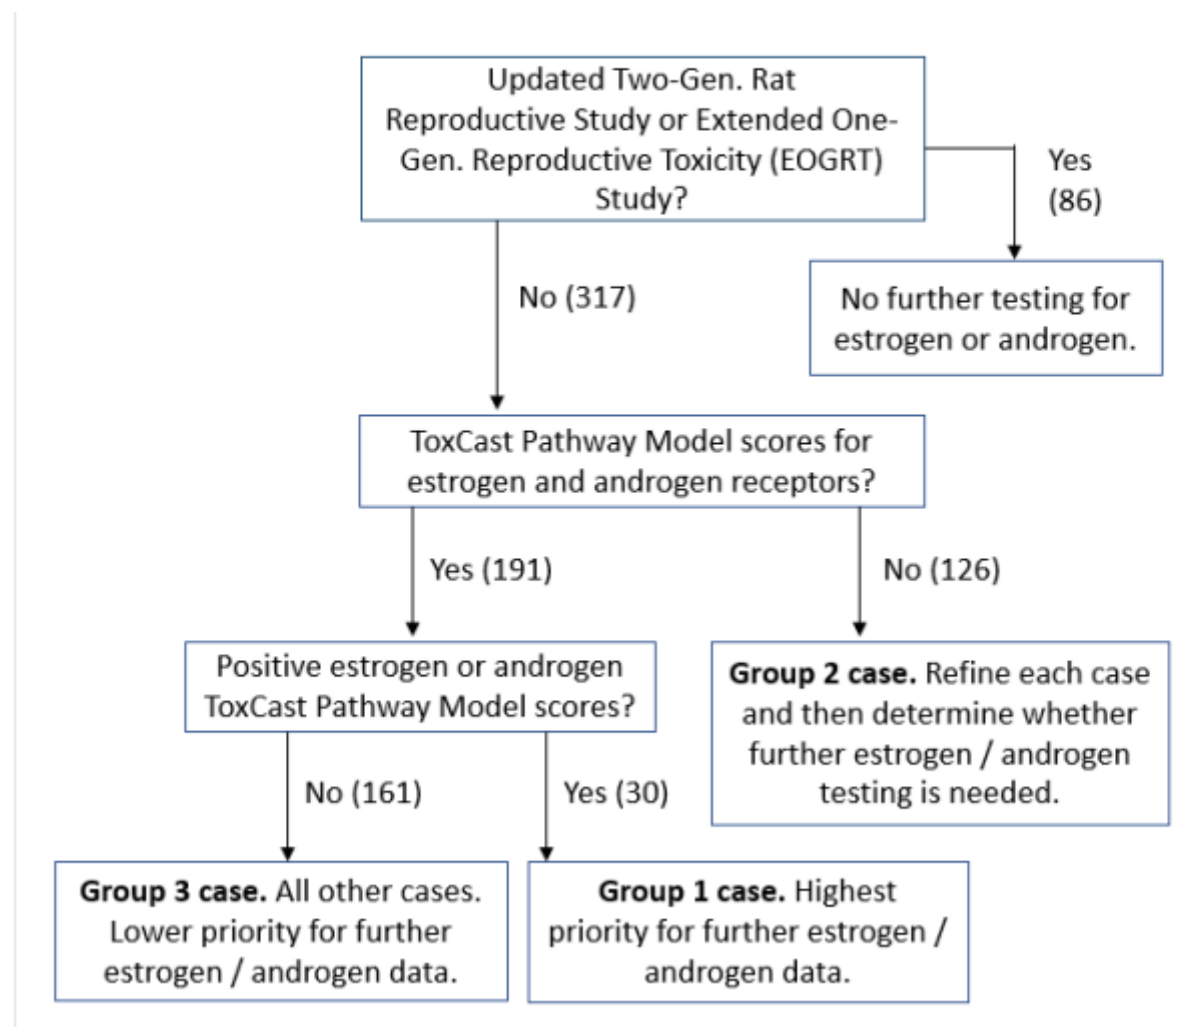 Updated Two-Gen. Rat
Reproductive Study or Extended One-
Gen. Reproductive Toxicity (EOGRT)
Study?
Yes
(86)
No further testing for
estrogen or androgen.
No (317)
ToxCast Pathway Model scores for
estrogen and androgen receptors?
Yes (191)
No (126)
Positive estrogen or androgen
ToxCast Pathway Model scores?
Group 2 case. Refine each case
and then determine whether
further estrogen / androgen
testing is needed.
No (161)
Yes (30)
Group 3 case. All other cases.
Lower priority for further
estrogen / androgen data.
Group 1 case. Highest
priority for further estrogen /
androgen data.